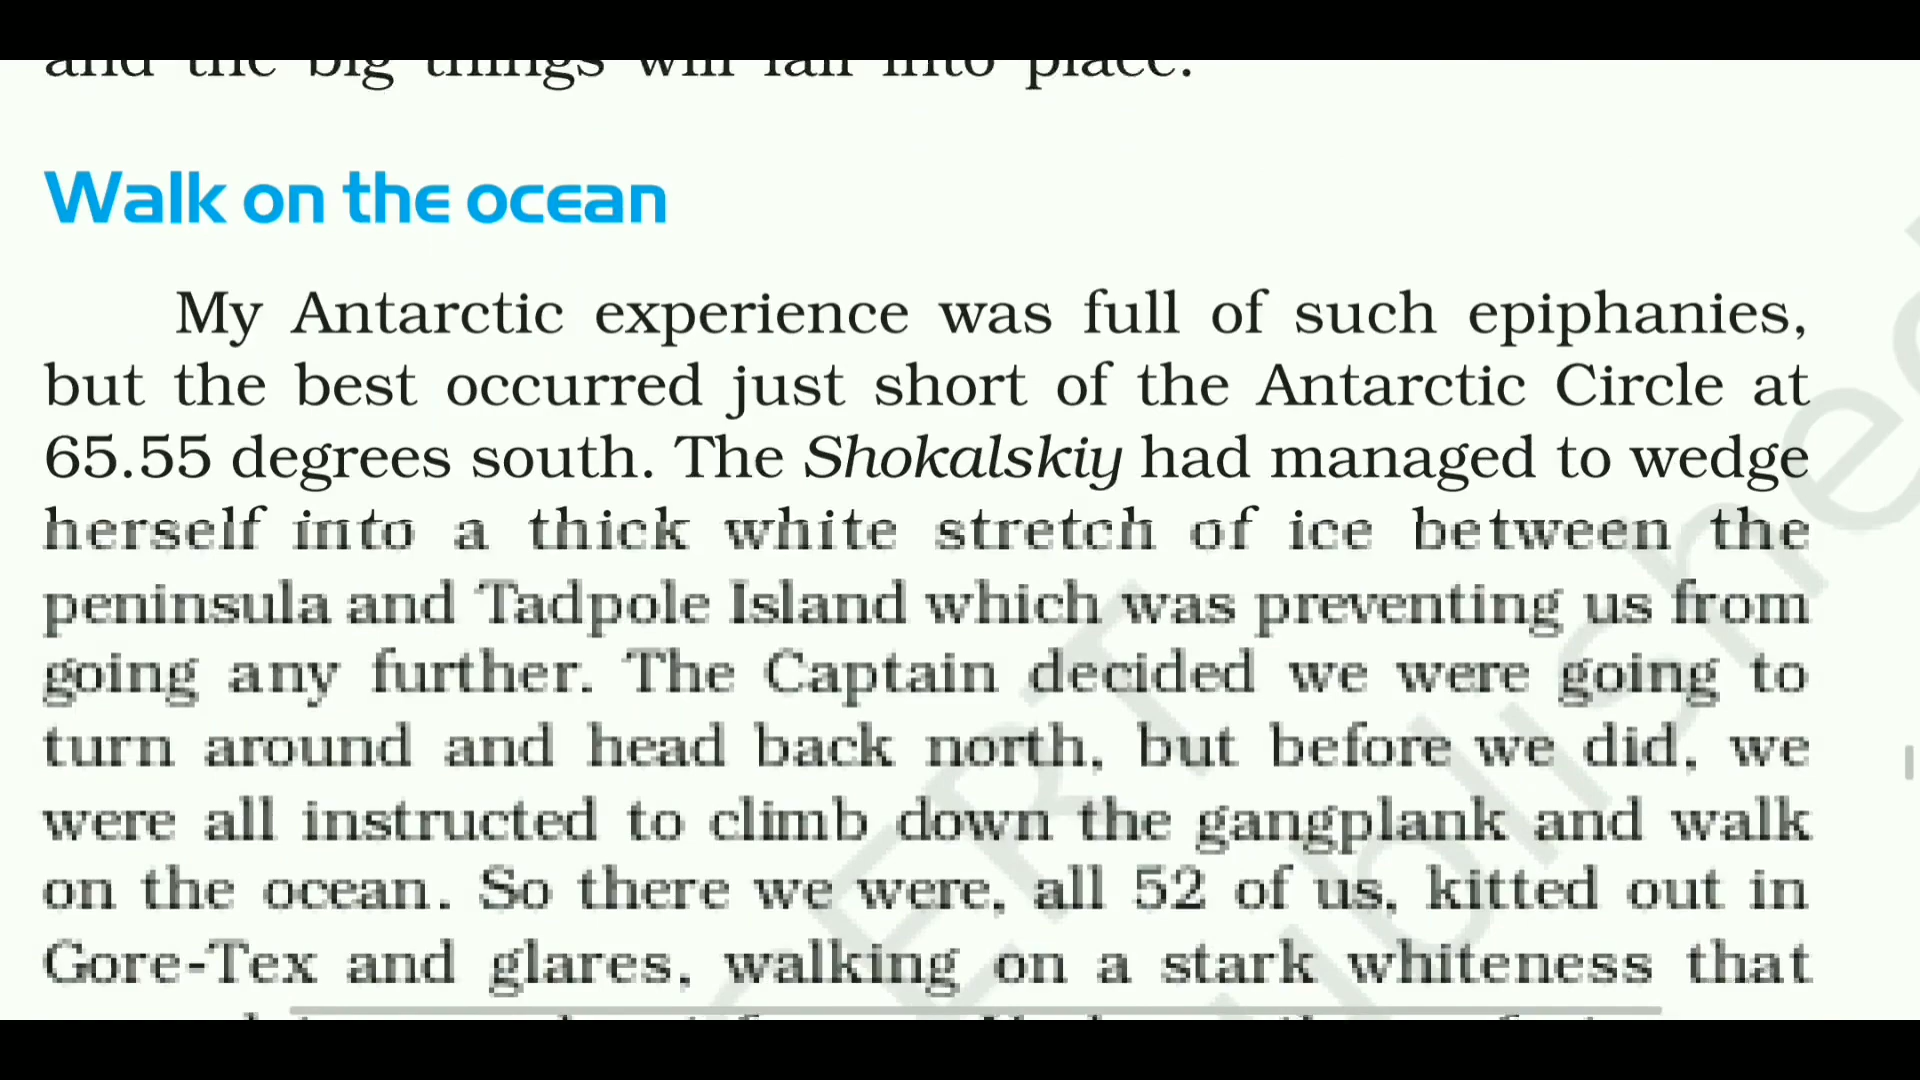 and the big things will fall into place.
Walk on the ocean
My Antarctic experience was full of such epiphanies,
but the best occurred just short of the Antarctic Circle at
65.55 degrees south. The Shokalskiy had managed to wedge
herself into a thick white stretch of ice between the
peninsula and Tadpole Island which was preventing us from
going any further. The Captain decided we were going to
turn around and head back north, but before we did, we
were all instructed to climb down the gangplank and walk
on the ocean. So there we were, all 52 of us, kitted out in
Gore-Tex and glares, walking on a stark whiteness that